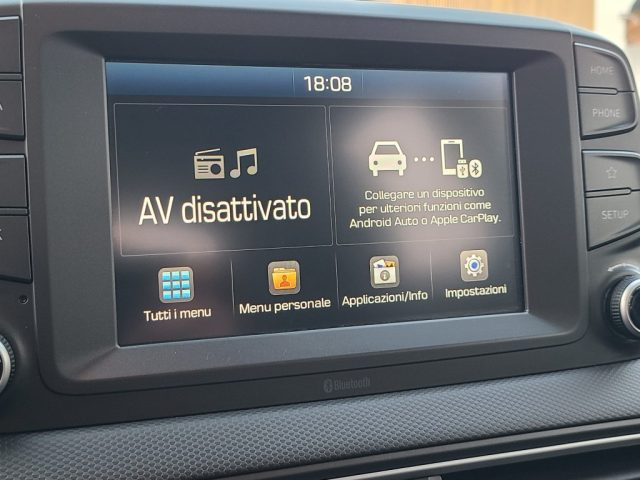 18:08
HOME
PHONE
AV disattivato
Collegare un dispositivo
per ulteriori funzioni come
Android Auto o Apple CarPlay.
SETUP
Tutti i menu
Menu personale
Applicazioni/Info
Impostazioni
Bluetooth